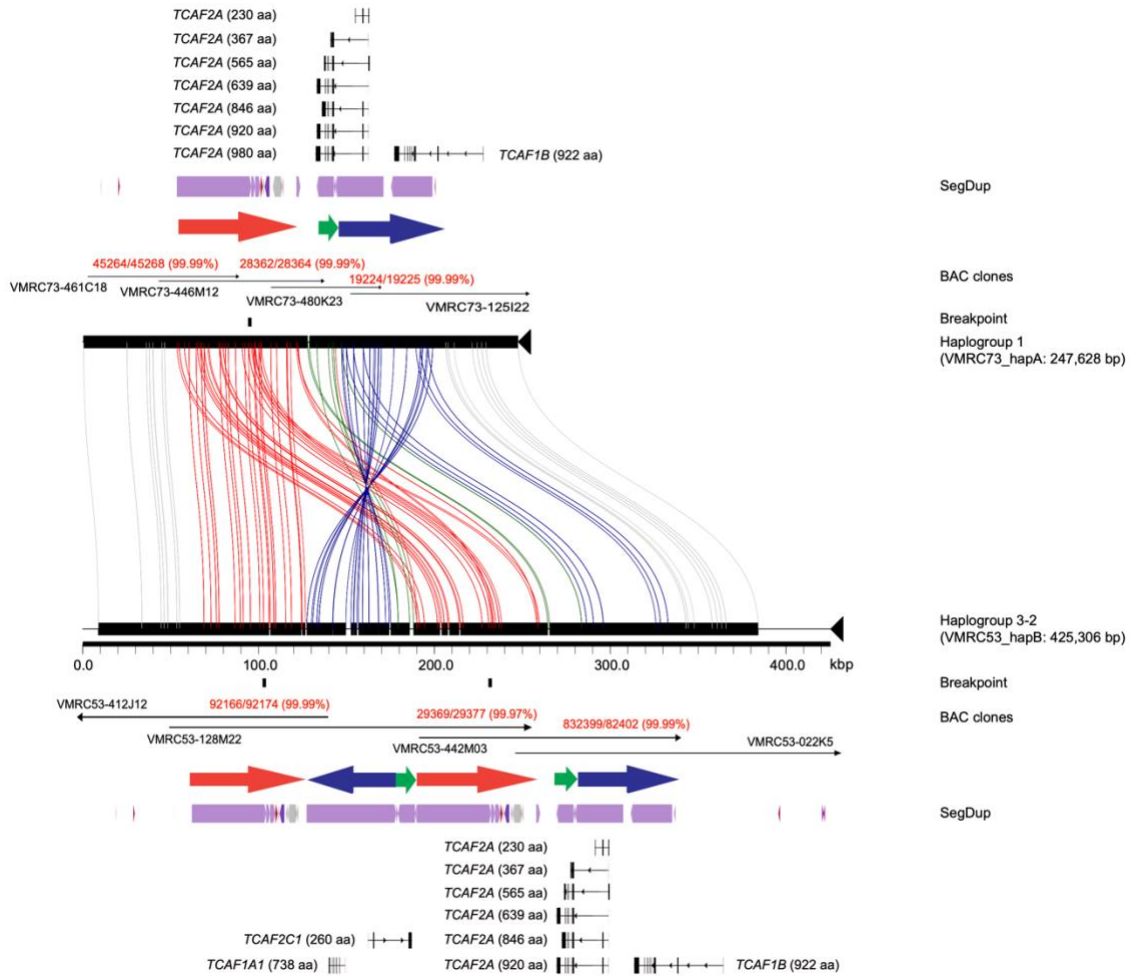 TCAF2A (230 aa)
TCAF2A (367 aa)
TCAF2A (565 aa)
TCAF2A (639 aa)
TCAF2A (846 aa)
TCAF2A (920 aa)
TCAF2A (980 aa)
TCAF1B (922 aa)
SegDup
45264/45268 (99.99%)
28362/28364 (99.99%)
19224/19225 (99.99%)
BAC clones
VMRC73-461C18
VMRC73-446M12
VMRC73-480K23
VMRC73-125I22
Breakpoint
Haplogroup 1
(VMRC73_hapA: 247,628 bp)
Haplogroup 3-2
(VMRC53_hapB: 425,306 bp)
0.0 100.0 200.0 300.0 400.0 kbp
Breakpoint
VMRC53-412J12
92166/92174 (99.99%)
29369/29377 (99.97%)
832399/82402 (99.99%)
BAC clones
VMRC53-128M22
VMRC53-442M03
VMRC53-022K5
SegDup
TCAF2A (230 aa)
TCAF2A (367 aa)
TCAF2A (565 aa)
TCAF2A (639 aa)
TCAF2C1 (260 aa)
TCAF2A (846 aa)
TCAF1A1 (738 aa)
TCAF2A (920 aa)
TCAF1B (922 aa)